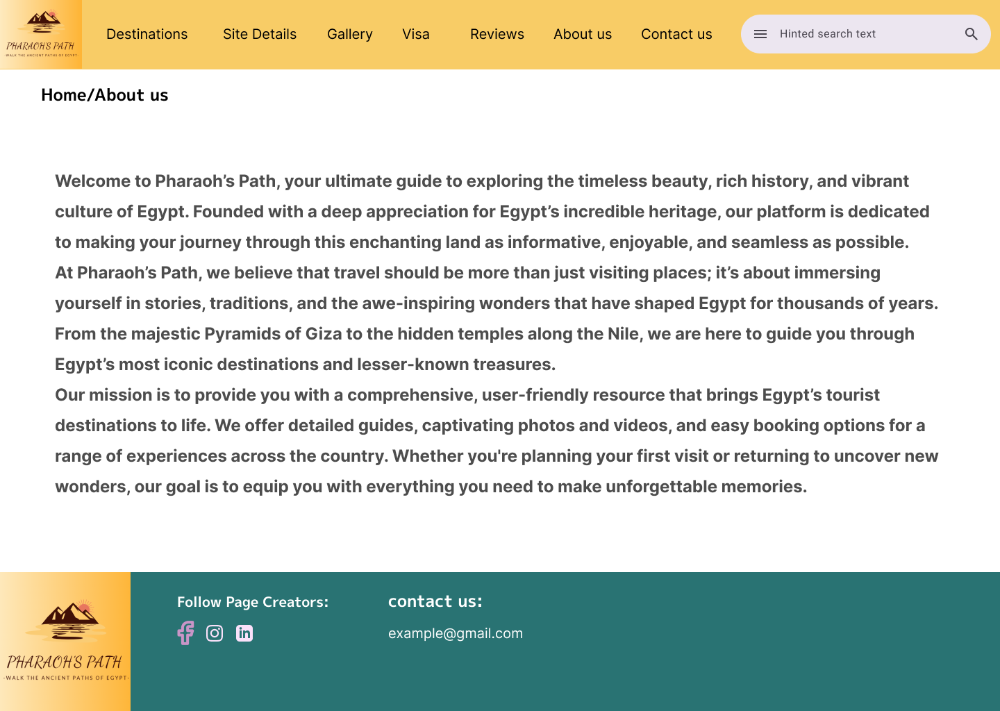 PHARAOH'S PATH
-WALK THE ANCIENT PATHS OF EGYPT-
Destinations
Site Details
Gallery
Visa
Reviews
About us
Contact us
Hinted search text
Home/About us
Welcome to Pharaoh’s Path, your ultimate guide to exploring the timeless beauty, rich history, and vibrant
culture of Egypt. Founded with a deep appreciation for Egypt’s incredible heritage, our platform is dedicated
to making your journey through this enchanting land as informative, enjoyable, and seamless as possible.
At Pharaoh’s Path, we believe that travel should be more than just visiting places; it’s about immersing
yourself in stories, traditions, and the awe-inspiring wonders that have shaped Egypt for thousands of years.
From the majestic Pyramids of Giza to the hidden temples along the Nile, we are here to guide you through
Egypt’s most iconic destinations and lesser-known treasures.
Our mission is to provide you with a comprehensive, user-friendly resource that brings Egypt’s tourist
destinations to life. We offer detailed guides, captivating photos and videos, and easy booking options for a
range of experiences across the country. Whether you're planning your first visit or returning to uncover new
wonders, our goal is to equip you with everything you need to make unforgettable memories.
PHARAOH'S PATH
-WALK THE ANCIENT PATHS OF EGYPT-
Follow Page Creators:
contact us:
example@gmail.com